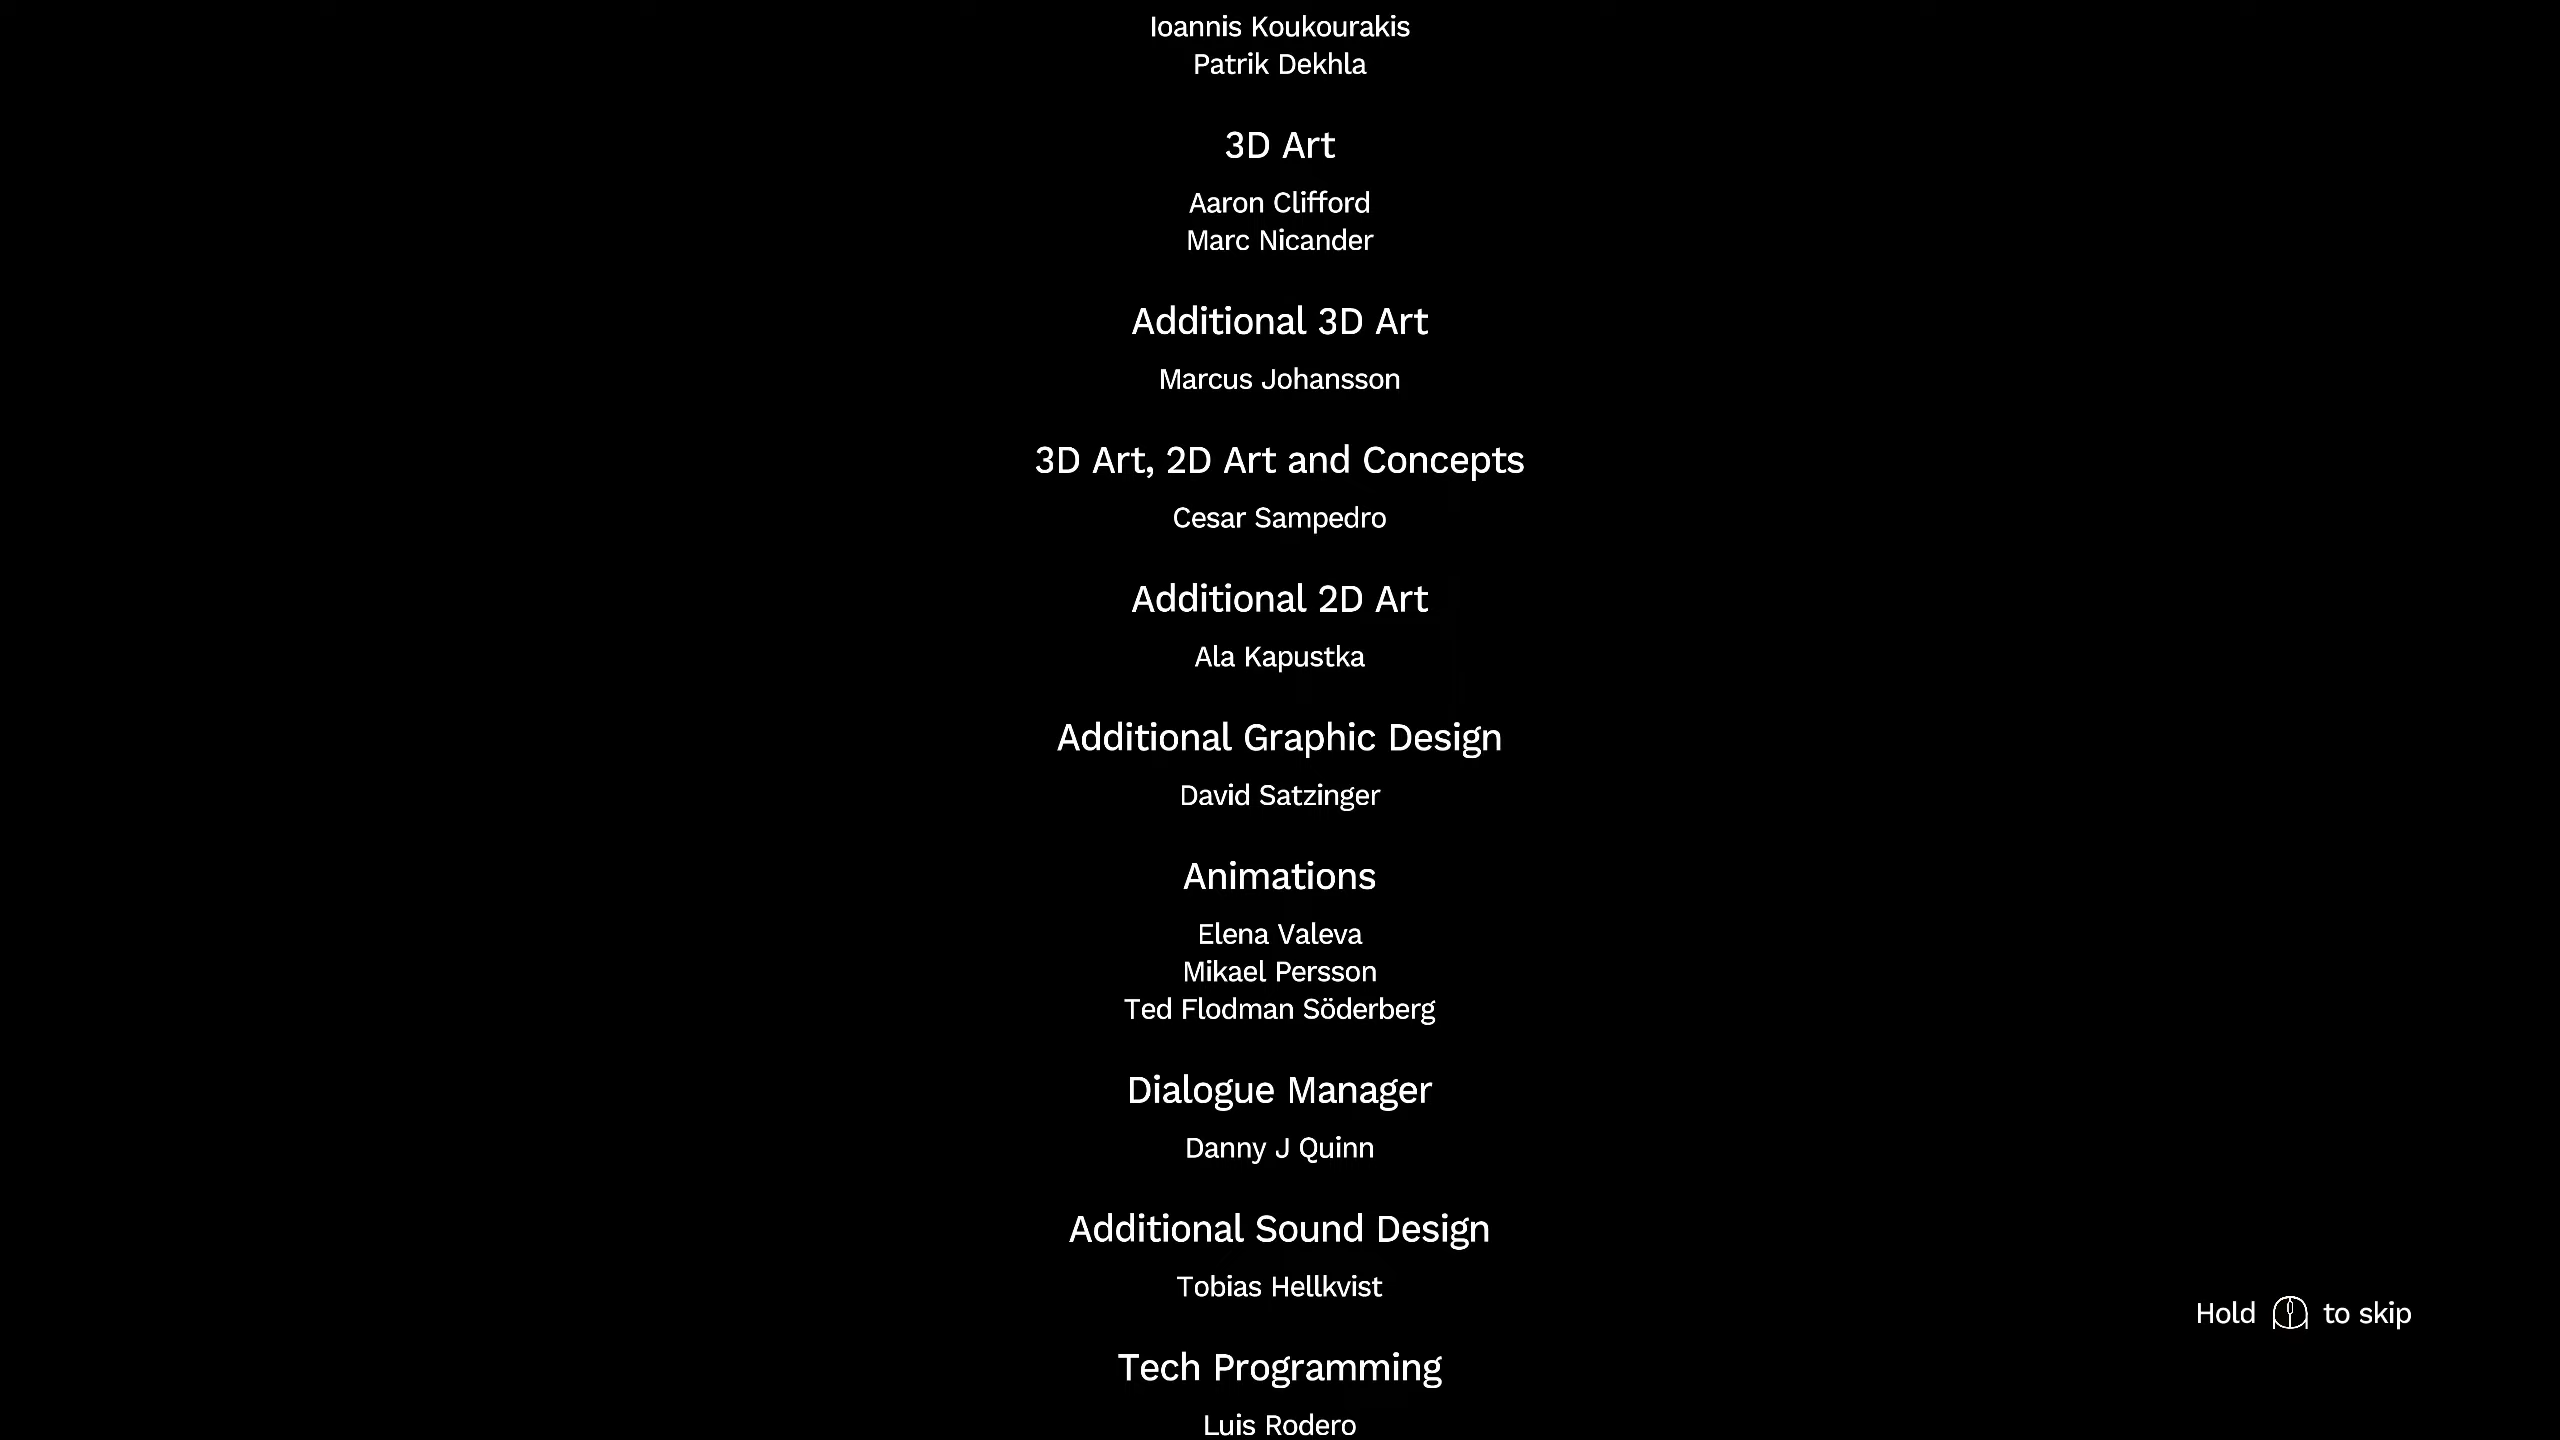 Ioannis Koukourakis
Patrik Dekhla
3D Art
Aaron Clifford
Marc Nicander
Additional 3D Art
Marcus Johansson
3D Art, 2D Art and Concepts
Cesar Sampedro
Additional 2D Art
Ala Kapustka
Additional Graphic Design
David Satzinger
Animations
Elena Valeva
Mikael Persson
Ted Flodman Söderberg
Dialogue Manager
Danny J Quinn
Additional Sound Design
Tobias Hellkvist
Hold to skip
Tech Programming
Luis Rodero